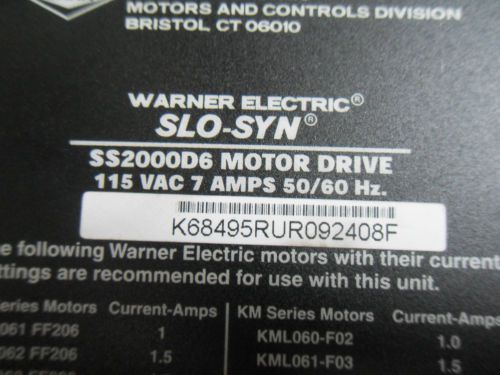 MOTORS AND CONTROLS DIVISION
BRISTOL CT 06010
WARNER ELECTRIC®
SLO-SYN®
SS2000D6 MOTOR DRIVE
115 VAC 7 AMPS 50/60 Hz.
K68495RUR092408F
e following Warner Electric motors with their current
ttings are recommended for use with this unit.
Series Motors Current-Amps KM Series Motors Current-Amps
061 FF206 1 KML060-F02 1.0
062 FF206 1.5 KML061-F03 1.5